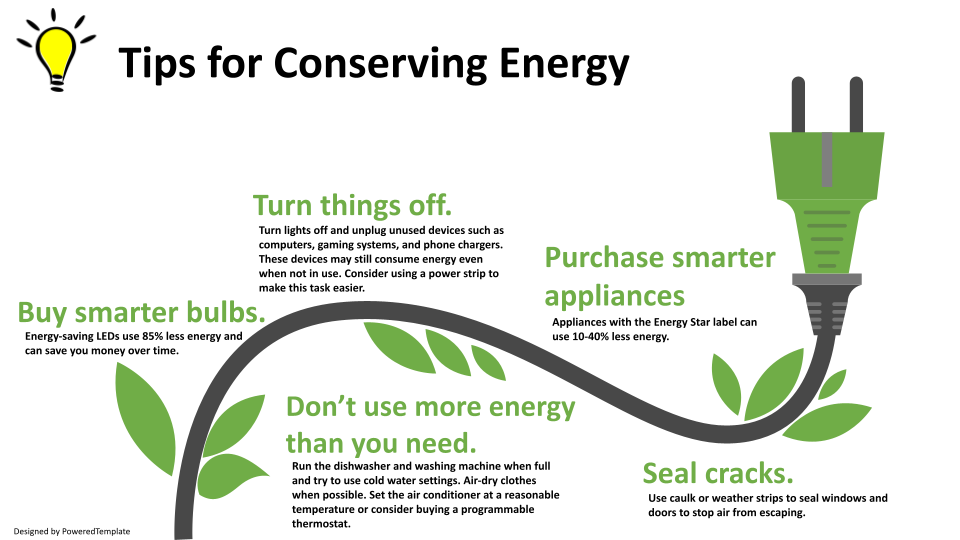 Tips for Conserving Energy
Turn things off.
Turn lights off and unplug unused devices such as
computers, gaming systems, and phone chargers.
These devices may still consume energy even
when not in use. Consider using a power strip to
make this task easier.
Purchase smarter
appliances
Appliances with the Energy Star label can
use 10-40% less energy.
Buy smarter bulbs.
Energy-saving LEDs use 85% less energy and
can save you money over time.
Don’t use more energy
than you need.
Run the dishwasher and washing machine when full
and try to use cold water settings. Air-dry clothes
when possible. Set the air conditioner at a reasonable
temperature or consider buying a programmable
thermostat.
Seal cracks.
Use caulk or weather strips to seal windows and
doors to stop air from escaping.
Designed by PoweredTemplate